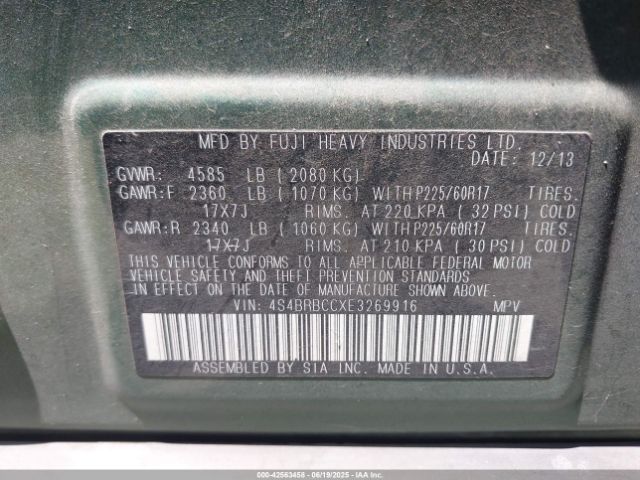 MFD BY FUJI HEAVY INDUSTRIES LTD.
DATE: 12/13
GVWR: 4585 LB ( 2080 KG)
GAWR:F 2360 LB ( 1070 KG) WITH P225/60R17 TIRES.
17X7J RIMS. AT 220 KPA ( 32 PSI) COLD
GAWR:R 2340 LB ( 1060 KG) WITH P225/60R17 TIRES.
17X7J RIMS. AT 210 KPA ( 30 PSI) COLD
THIS VEHICLE CONFORMS TO ALL APPLICABLE FEDERAL MOTOR
VEHICLE SAFETY AND THEFT PREVENTION STANDARDS
IN EFFECT ON THE DATE OF MANUFACTURE SHOWN ABOVE.
VIN: 4S4BRBCCXE3269916 MPV
ASSEMBLED BY SIA INC. MADE IN U.S.A.
000-42563458 - 06/19/2025 - IAAI.COM